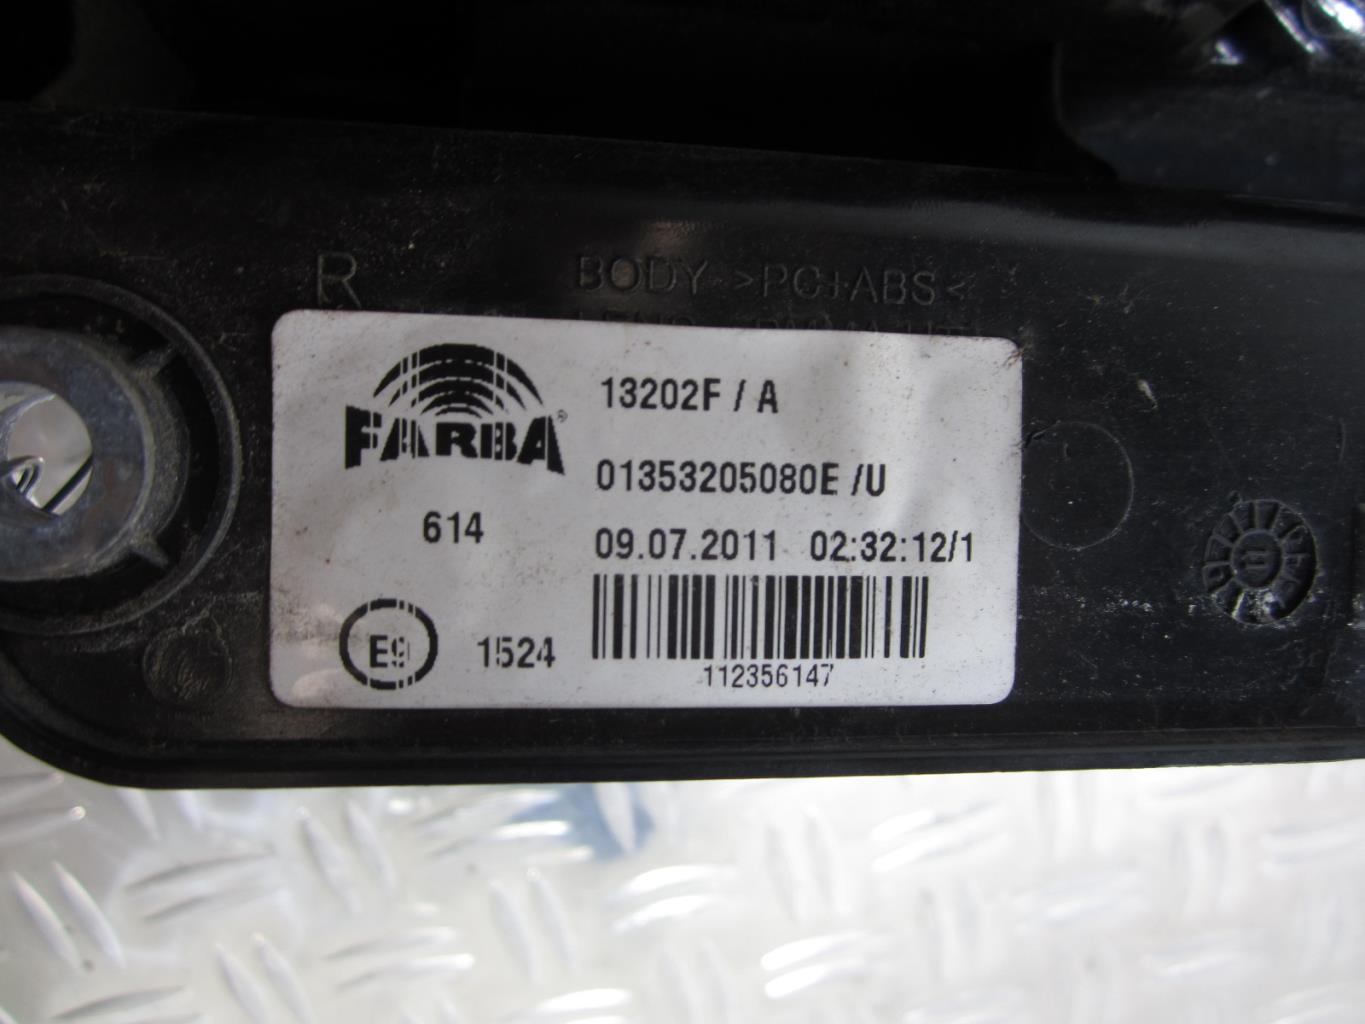 R
BODY >PC+ABS<
FARBA®
13202F / A
01353205080E /U
614
09.07.2011 02:32:12/1
E9
1524
112356147